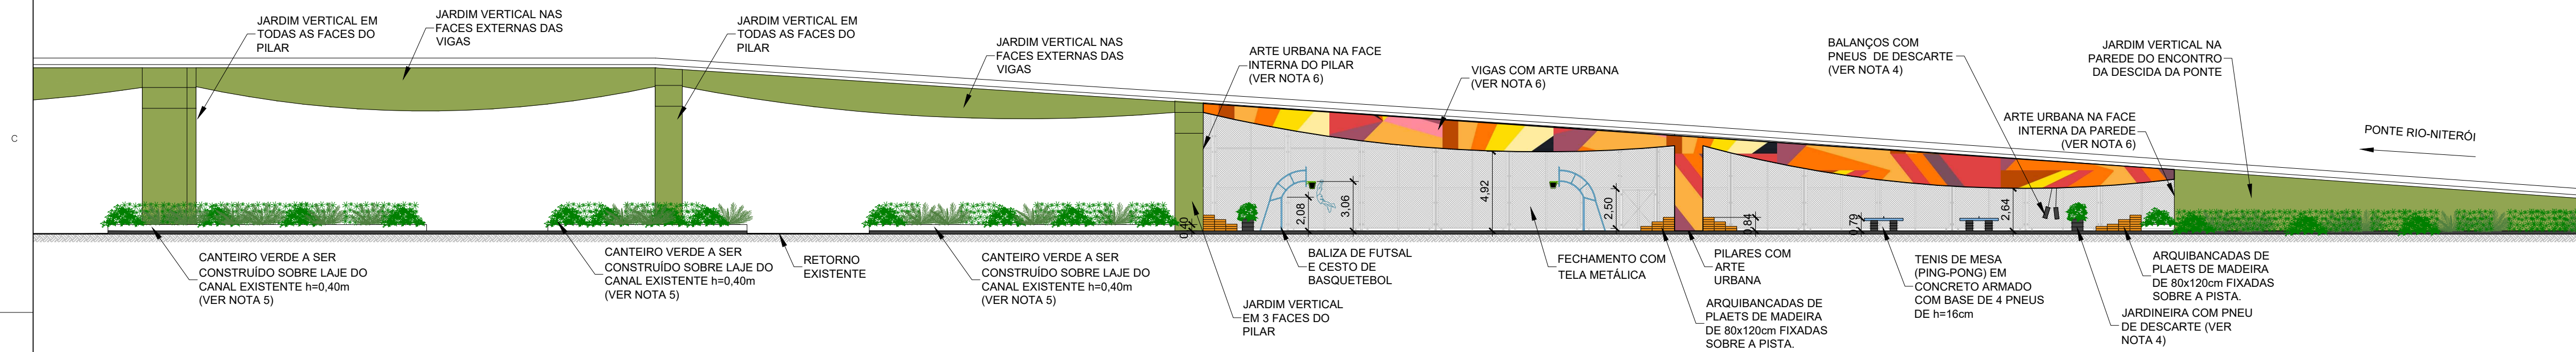 JARDIM VERTICAL EM
TODAS AS FACES DO
PILAR
JARDIM VERTICAL NAS
FACES EXTERNAS DAS
VIGAS
JARDIM VERTICAL EM
TODAS AS FACES DO
PILAR
JARDIM VERTICAL NAS
FACES EXTERNAS DAS
VIGAS
ARTE URBANA NA FACE
INTERNA DO PILAR
(VER NOTA 6)
VIGAS COM ARTE URBANA
(VER NOTA 6)
BALANÇOS COM
PNEUS DE DESCARTE
(VER NOTA 4)
JARDIM VERTICAL NA
PAREDE DO ENCONTRO
DA DESCIDA DA PONTE
ARTE URBANA NA FACE
INTERNA DA PAREDE
(VER NOTA 6)
PONTE RIO-NITERÓI
C
0,40
2,08
3,06
4,92
2,50
0,84
0,79
2,64
CANTEIRO VERDE A SER
CONSTRUÍDO SOBRE LAJE DO
CANAL EXISTENTE h=0,40m
(VER NOTA 5)
CANTEIRO VERDE A SER
CONSTRUÍDO SOBRE LAJE DO
CANAL EXISTENTE h=0,40m
(VER NOTA 5)
RETORNO
EXISTENTE
CANTEIRO VERDE A SER
CONSTRUÍDO SOBRE LAJE DO
CANAL EXISTENTE h=0,40m
(VER NOTA 5)
JARDIM VERTICAL
EM 3 FACES DO
PILAR
BALIZA DE FUTSAL
E CESTO DE
BASQUETEBOL
FECHAMENTO COM
TELA METÁLICA
PILARES COM
ARTE
URBANA
ARQUIBANCADAS DE
PLAETS DE MADEIRA
DE 80x120cm FIXADAS
SOBRE A PISTA.
TENIS DE MESA
(PING-PONG) EM
CONCRETO ARMADO
COM BASE DE 4 PNEUS
DE h=16cm
ARQUIBANCADAS DE
PLAETS DE MADEIRA
DE 80x120cm FIXADAS
SOBRE A PISTA.
JARDINEIRA COM PNEU
DE DESCARTE (VER
NOTA 4)